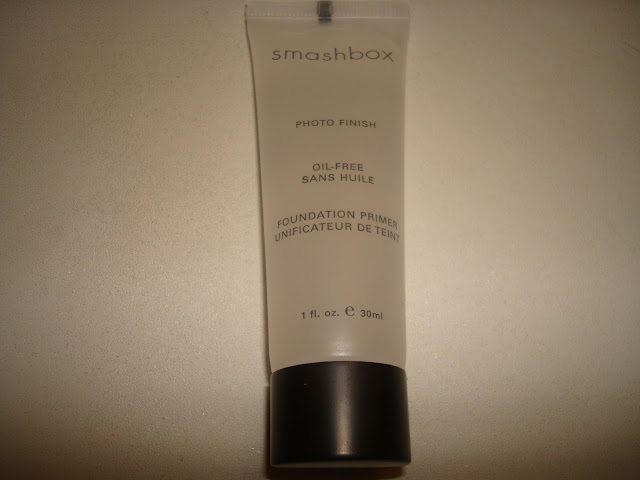 smashbox
PHOTO FINISH
OIL-FREE
SANS HUILE
FOUNDATION PRIMER
UNIFICATEUR DE TEINT
1 fl. oz. e 30ml